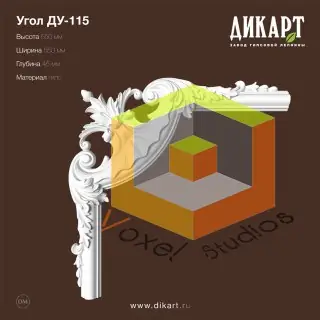 Угол ДУ-115
Высота 550 мм
Ширина 550 мм
Глубина 45 мм
Материал гипс
ДИКАРТ
ЗАВОД ГИПСОВОЙ ЛЕПНИНЫ
Voxel Studios
DM
www.dikart.ru